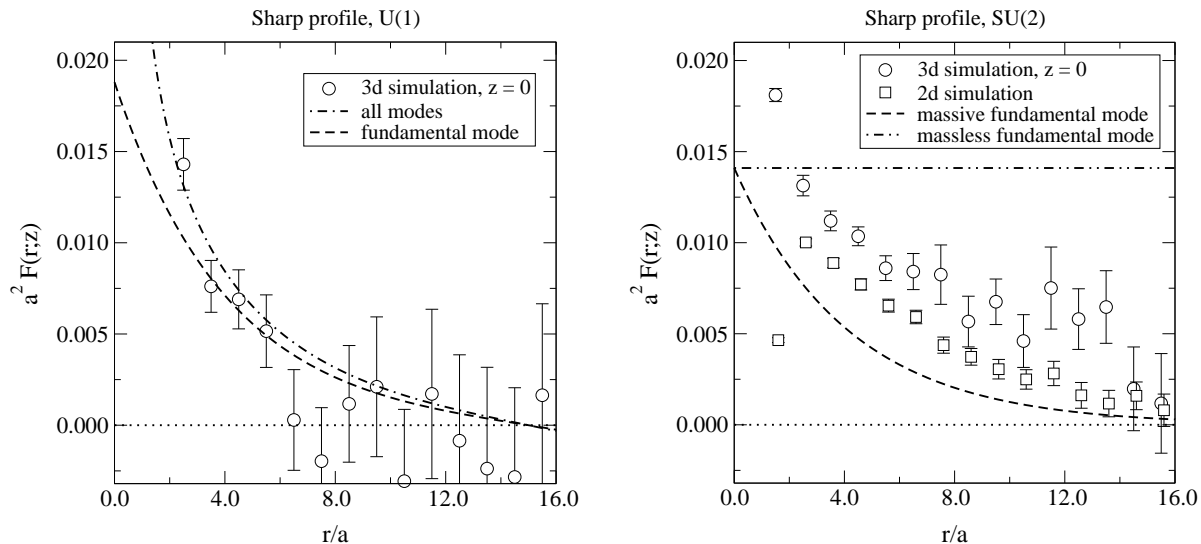 Sharp profile, U(1)
3d simulation, z = 0
all modes
fundamental mode
0.020
0.015
0.010
0.005
0.000
a² F(r;z)
0.0 4.0 8.0 12.0 16.0
r/a
Sharp profile, SU(2)
3d simulation, z = 0
2d simulation
massive fundamental mode
massless fundamental mode
0.020
0.015
0.010
0.005
0.000
a² F(r;z)
0.0 4.0 8.0 12.0 16.0
r/a